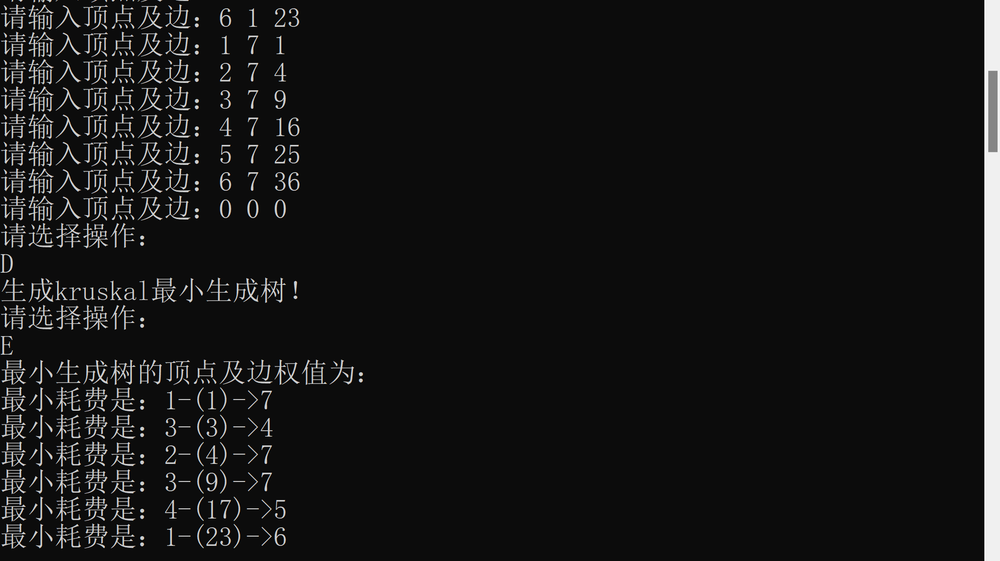 请输入顶点及边：6 1 23
请输入顶点及边：1 7 1
请输入顶点及边：2 7 4
请输入顶点及边：3 7 9
请输入顶点及边：4 7 16
请输入顶点及边：5 7 25
请输入顶点及边：6 7 36
请输入顶点及边：0 0 0
请选择操作：
D
生成kruskal最小生成树！
请选择操作：
E
最小生成树的顶点及边权值为：
最小耗费是：1-(1)->7
最小耗费是：3-(3)->4
最小耗费是：2-(4)->7
最小耗费是：3-(9)->7
最小耗费是：4-(17)->5
最小耗费是：1-(23)->6